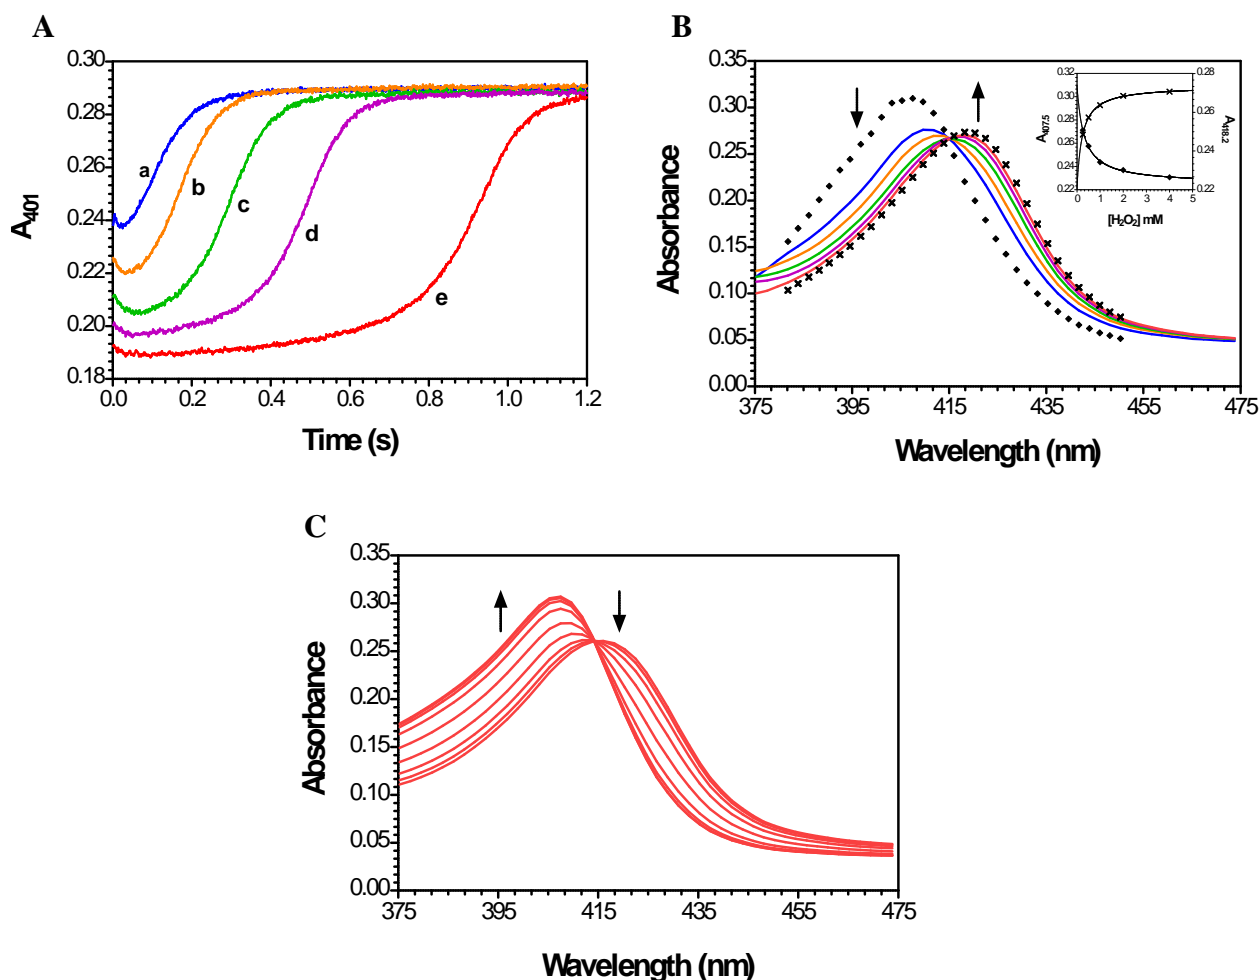 A
0.30
0.28
0.26
0.24
0.22
0.20
0.18
A401
a
b
c
d
e
0.0 0.2 0.4 0.6 0.8 1.0 1.2
Time (s)
B
0.35
0.30
0.25
0.20
0.15
0.10
0.05
0.00
Absorbance
375 395 415 435 455 475
Wavelength (nm)
0.32
0.30
0.28
0.26
0.24
0.22
A407.5
0.28
0.26
0.24
0.22
A418.2
0 1 2 3 4 5
[H₂O₂] mM
C
0.35
0.30
0.25
0.20
0.15
0.10
0.05
0.00
Absorbance
375 395 415 435 455 475
Wavelength (nm)